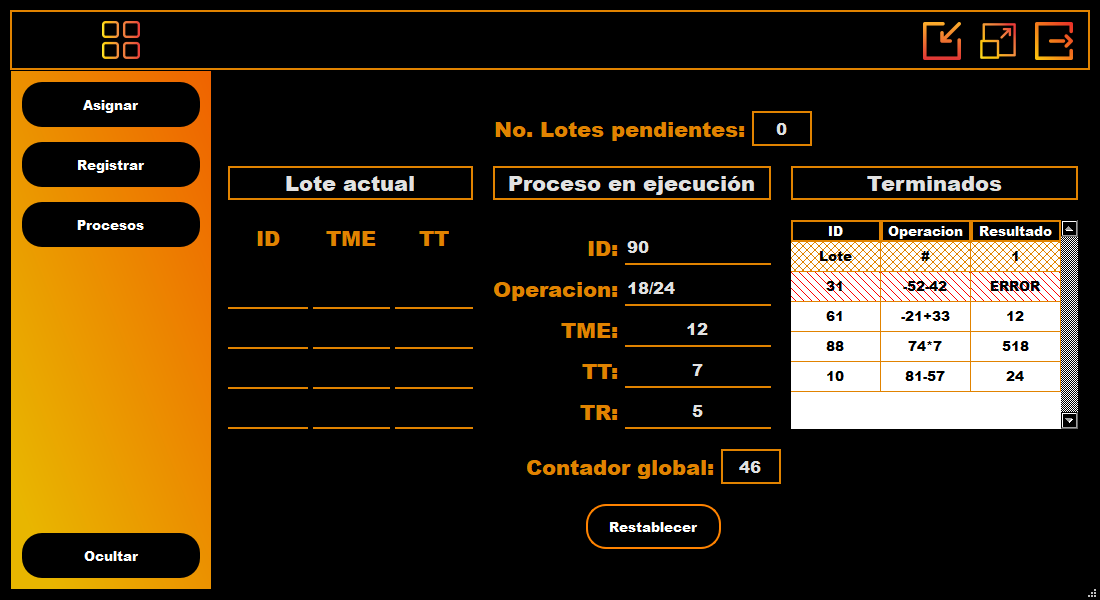 Asignar
Registrar
Procesos
Ocultar
No. Lotes pendientes: 0
Lote actual
ID TME TT
Proceso en ejecución
ID: 90
Operacion: 18/24
TME: 12
TT: 7
TR: 5
Terminados
ID Operacion Resultado
Lote # 1
31 -52-42 ERROR
61 -21+33 12
88 74*7 518
10 81-57 24
Contador global: 46
Restablecer